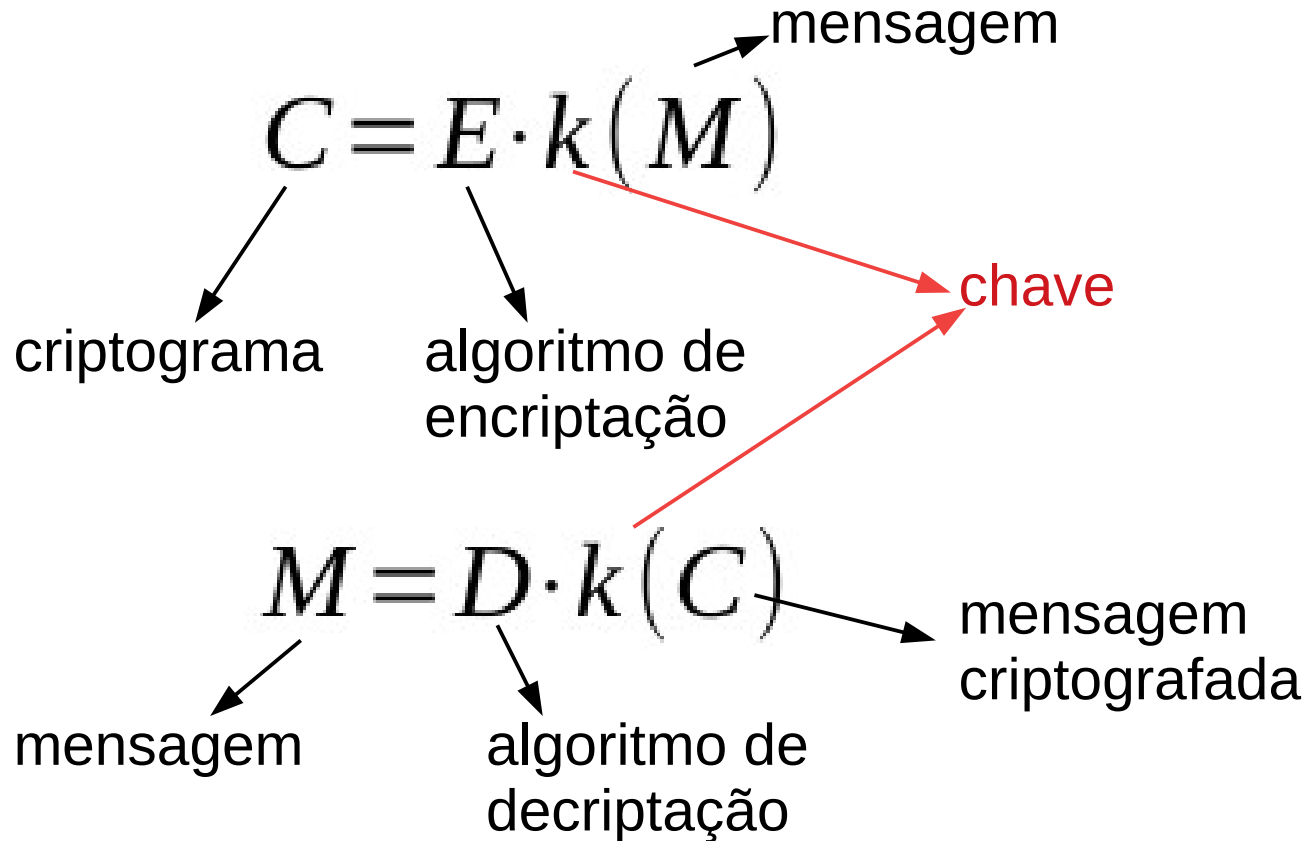 mensagem
C = E · k ( M )
chave
criptograma
algoritmo de
encriptação
M = D · k ( C )
mensagem
criptografada
mensagem
algoritmo de
decriptação